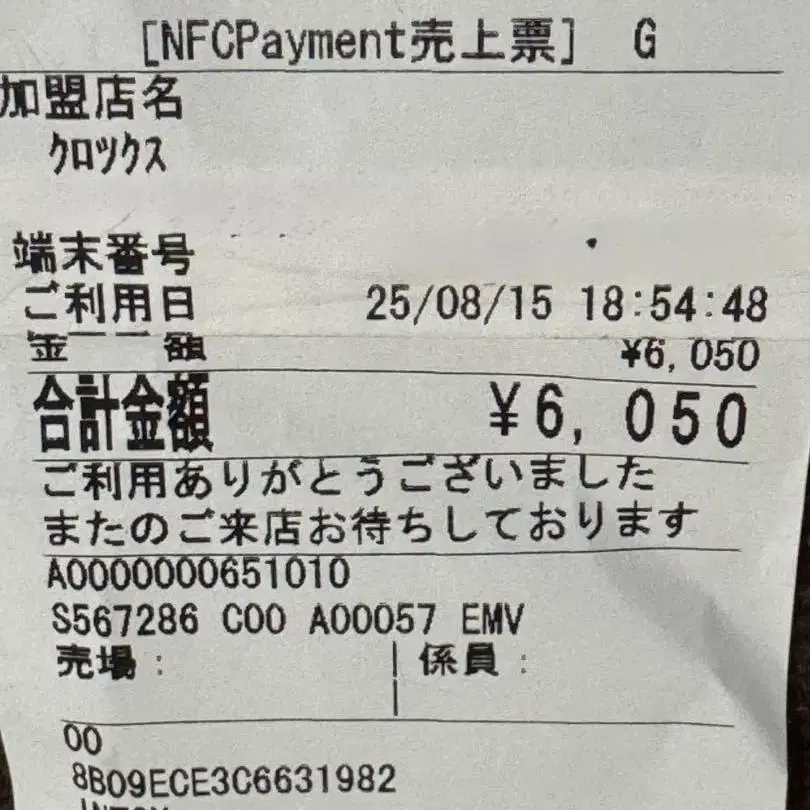 [NFCPayment売上票] G
加盟店名
クロツクス
端末番号
ご利用日 25/08/15 18:54:48
金額 ¥6,050
合計金額 ¥6,050
ご利用ありがとうございました
またのご来店お待ちしております
A0000000651010
S567286 C00 A00057 EMV
売場: | 係員:
|
00
8B09ECE3C6631982